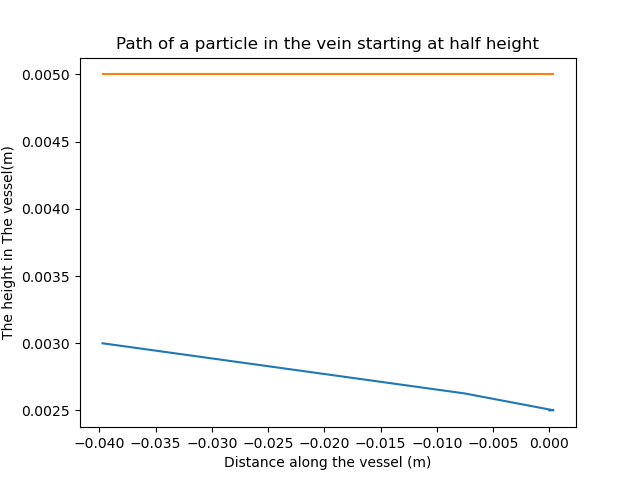 Path of a particle in the vein starting at half height
0.0050
0.0045
0.0040
0.0035
0.0030
0.0025
The height in The vessel(m)
−0.040 −0.035 −0.030 −0.025 −0.020 −0.015 −0.010 −0.005 0.000
Distance along the vessel (m)